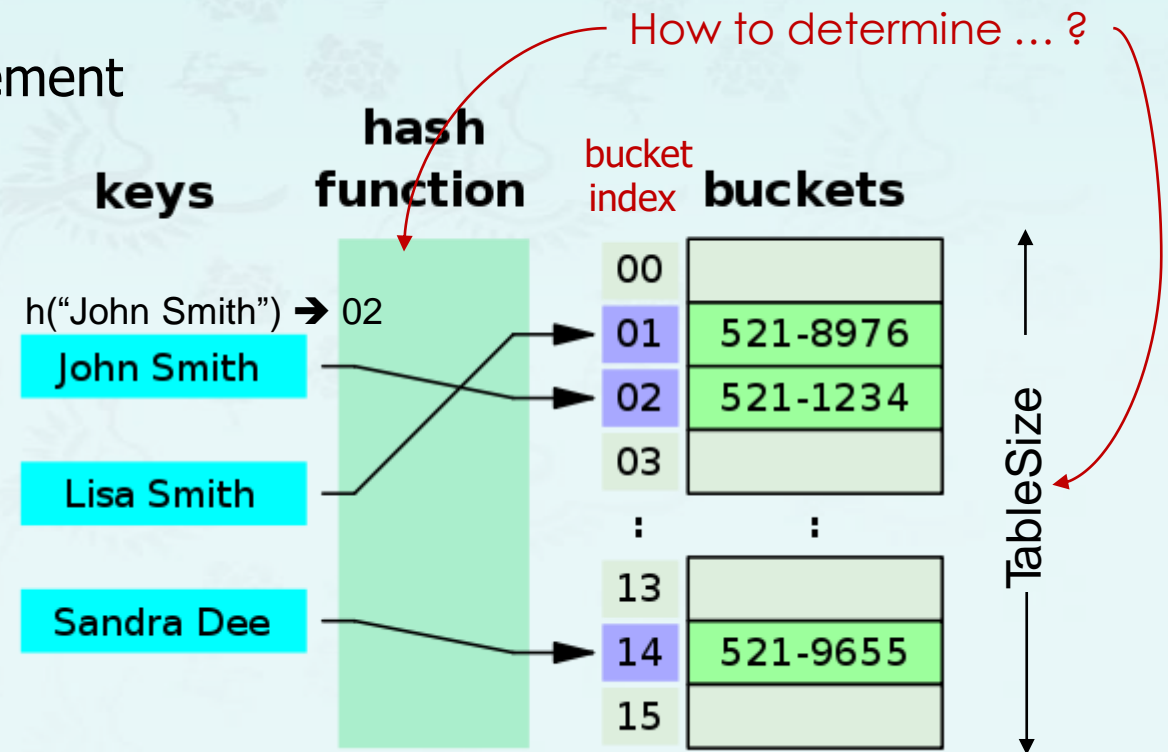 How to determine … ?
ement
hash
function
keys
bucket
index
buckets
h(“John Smith”) ➔ 02
John Smith
Lisa Smith
Sandra Dee
00
01 521-8976
02 521-1234
03
: :
13
14 521-9655
15
TableSize